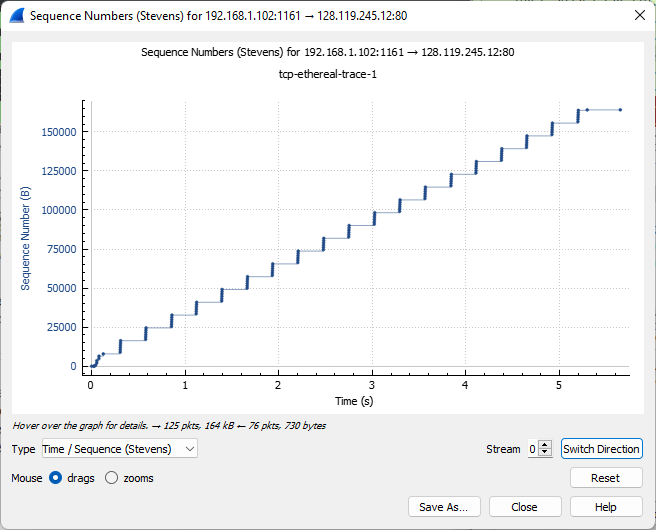 Sequence Numbers (Stevens) for 192.168.1.102:1161 → 128.119.245.12:80
Sequence Numbers (Stevens) for 192.168.1.102:1161 → 128.119.245.12:80
tcp-ethereal-trace-1
150000
125000
100000
75000
50000
25000
0
Sequence Number (B)
0 1 2 3 4 5
Time (s)
Hover over the graph for details. → 125 pkts, 164 kB ← 76 pkts, 730 bytes
Type Time / Sequence (Stevens) Stream 0 Switch Direction
Mouse drags zooms Reset
Save As... Close Help